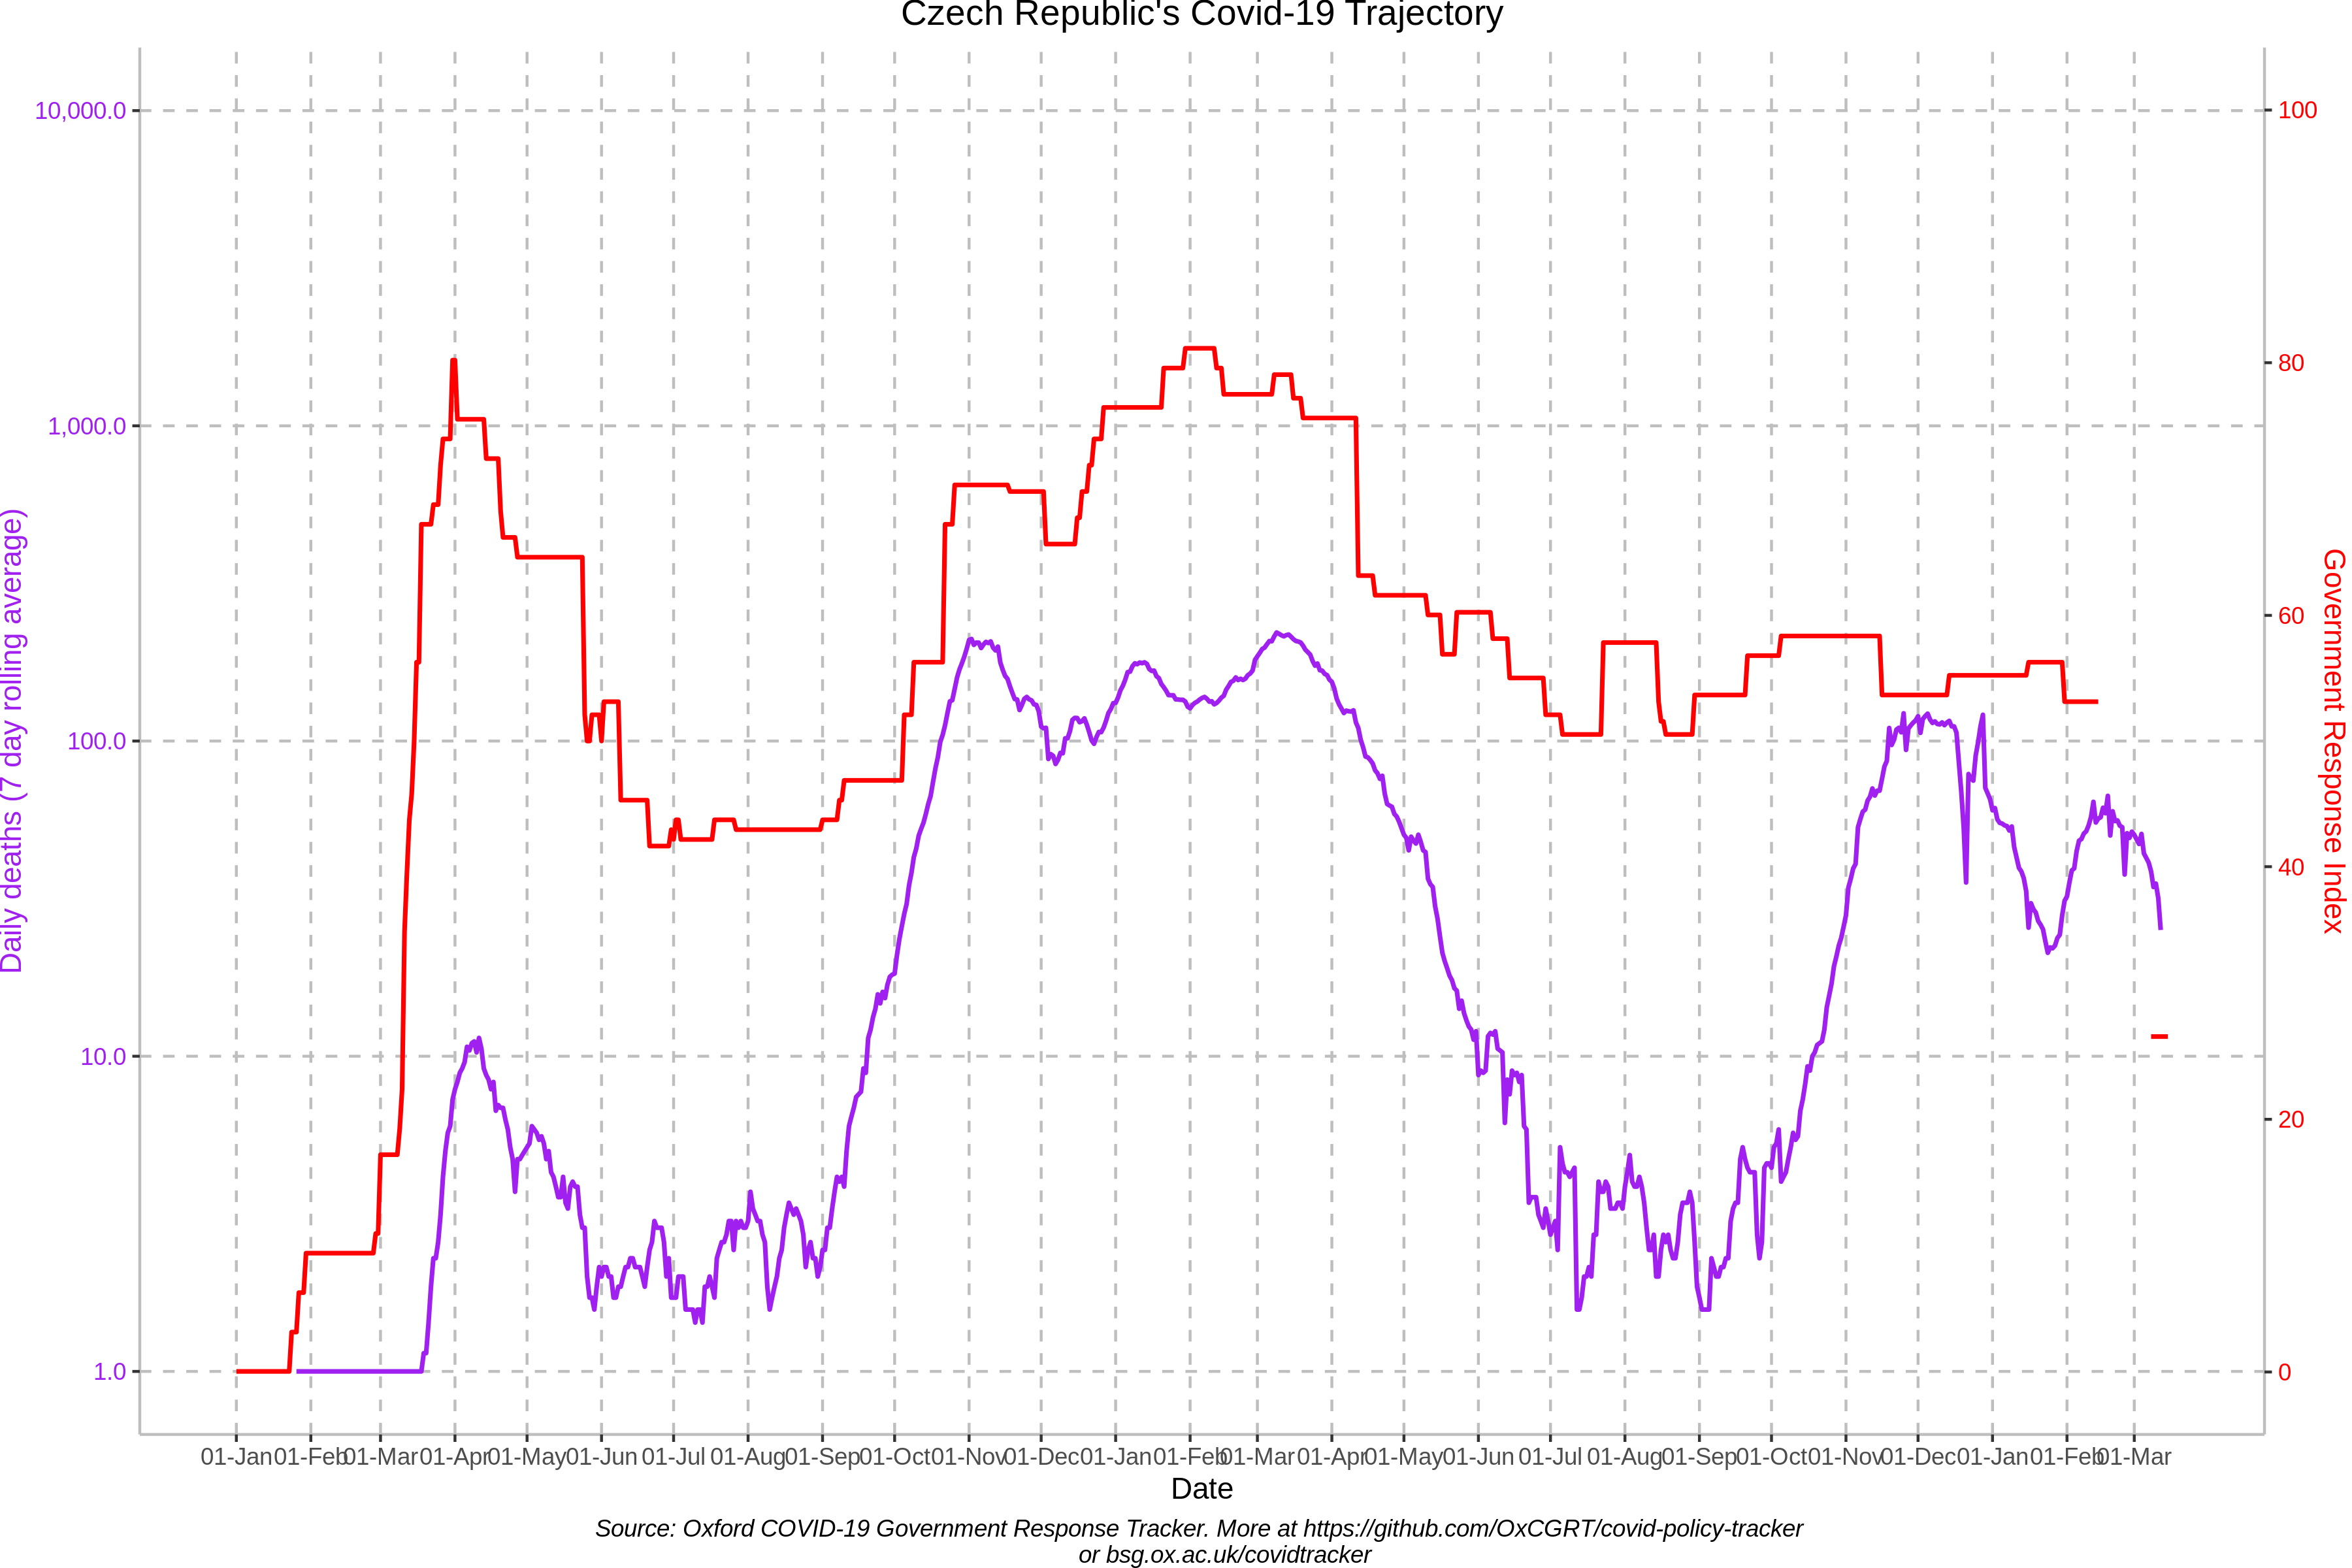 Czech Republic's Covid-19 Trajectory
10,000.0
1,000.0
100.0
10.0
1.0
Daily deaths (7 day rolling average)
100
80
60
40
20
0
Government Response Index
01-Jan 01-Feb 01-Mar 01-Apr 01-May 01-Jun 01-Jul 01-Aug 01-Sep 01-Oct 01-Nov 01-Dec 01-Jan 01-Feb 01-Mar 01-Apr 01-May 01-Jun 01-Jul 01-Aug 01-Sep 01-Oct 01-Nov 01-Dec 01-Jan 01-Feb 01-Mar
Date
Source: Oxford COVID-19 Government Response Tracker. More at https://github.com/OxCGRT/covid-policy-tracker
or bsg.ox.ac.uk/covidtracker